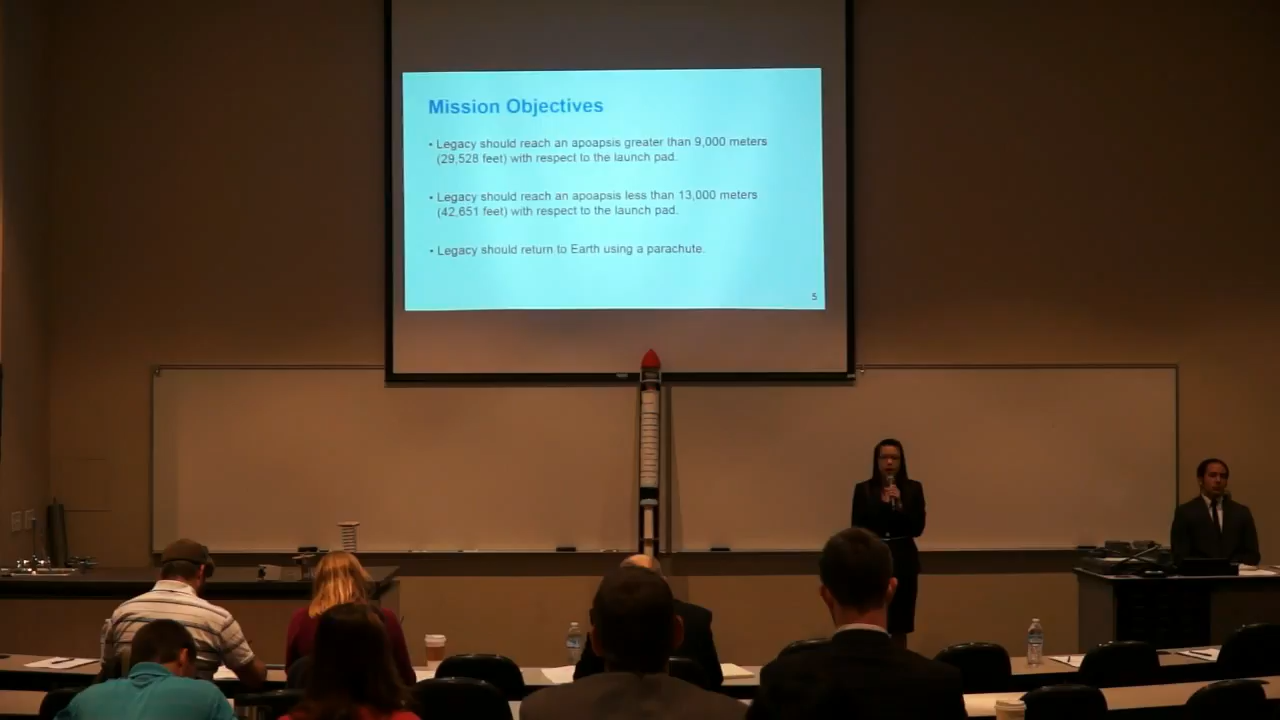 Mission Objectives
• Legacy should reach an apoapsis greater than 9,000 meters
(29,528 feet) with respect to the launch pad.
• Legacy should reach an apoapsis less than 13,000 meters
(42,651 feet) with respect to the launch pad.
• Legacy should return to Earth using a parachute.
5